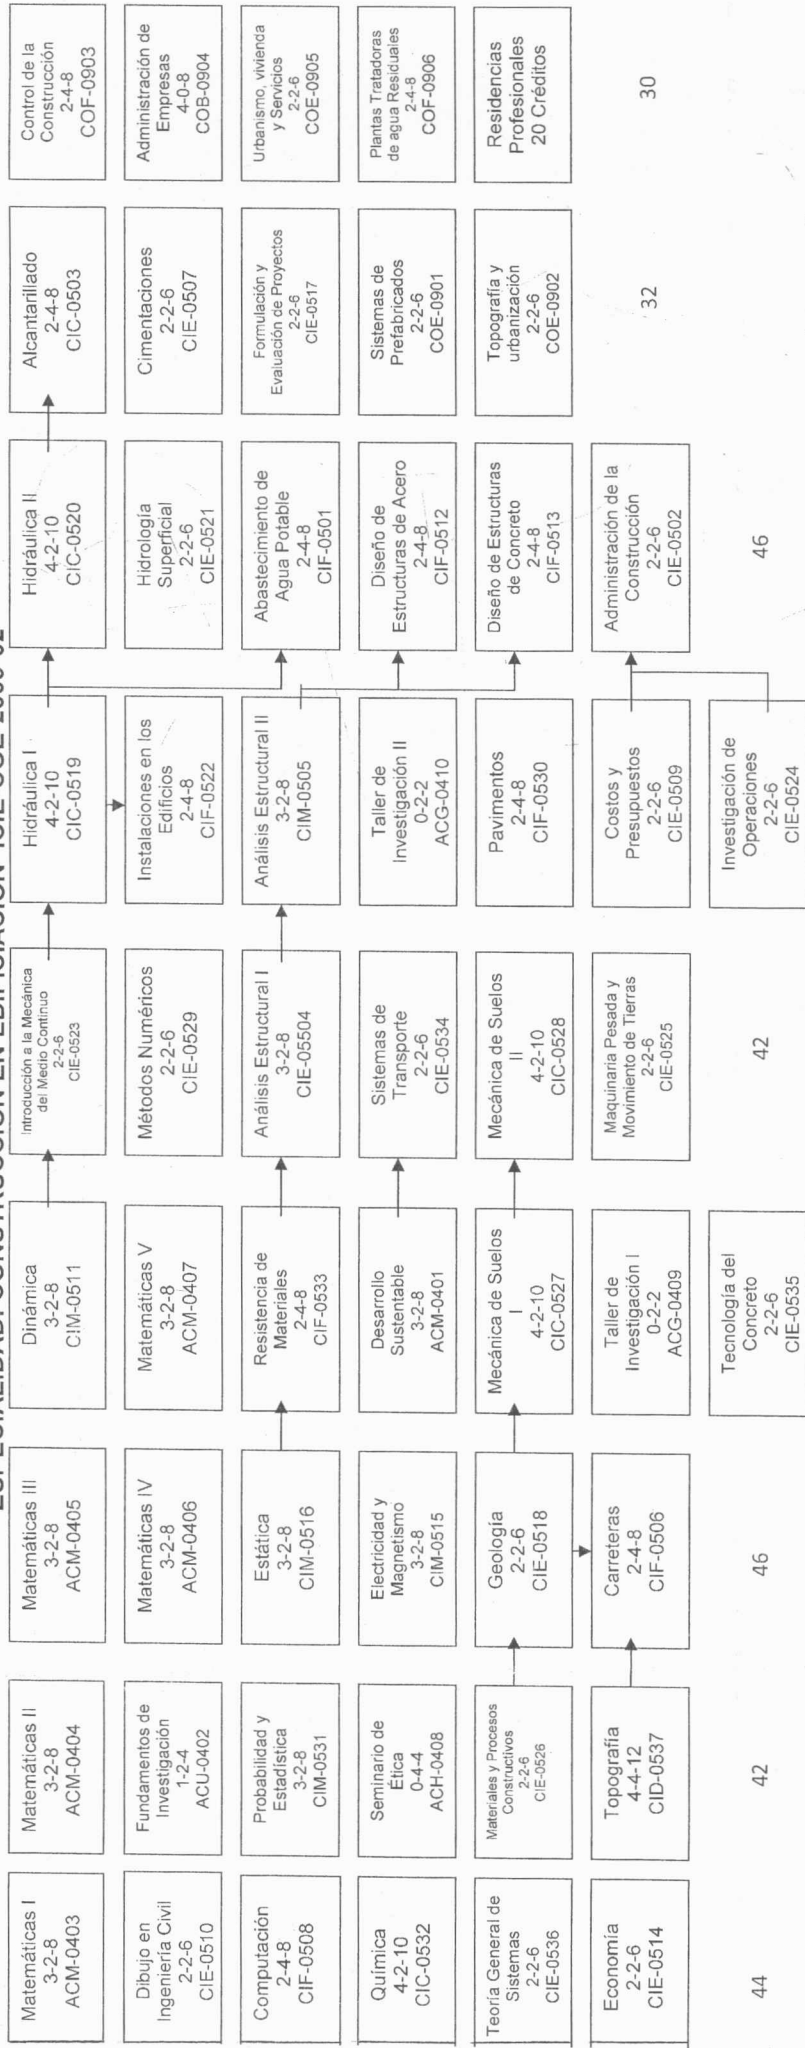 Matemáticas I
3-2-8
ACM-0403
Dibujo en
Ingeniería Civil
2-2-6
CIE-0510
Computación
2-4-8
CIF-0508
Química
4-2-10
CIC-0532
Teoría General de
Sistemas
2-2-6
CIE-0536
Economía
2-2-6
CIE-0514
44
Matemáticas II
3-2-8
ACM-0404
Fundamentos de
Investigación
1-2-4
ACU-0402
Probabilidad y
Estadística
3-2-8
CIM-0531
Seminario de
Ética
0-4-4
ACH-0408
Materiales y Procesos
Constructivos
2-2-6
CIE-0526
Topografía
4-4-12
CID-0537
42
Matemáticas III
3-2-8
ACM-0405
Matemáticas IV
3-2-8
ACM-0406
Estática
3-2-8
CIM-0516
Electricidad y
Magnetismo
3-2-8
CIM-0515
Geología
2-2-6
CIE-0518
Carreteras
2-4-8
CIF-0506
46
Dinámica
3-2-8
CIM-0511
Matemáticas V
3-2-8
ACM-0407
Resistencia de
Materiales
2-4-8
CIF-0533
Desarrollo
Sustentable
3-2-8
ACM-0401
Mecánica de Suelos
I
4-2-10
CIC-0527
Taller de
Investigación I
0-2-2
ACG-0409
Tecnología del
Concreto
2-2-6
CIE-0535
Introducción a la Mecánica
del Medio Continuo
2-2-6
CIE-0523
Métodos Numéricos
2-2-6
CIE-0529
Análisis Estructural I
3-2-8
CIE-05504
Sistemas de
Transporte
2-2-6
CIE-0534
Mecánica de Suelos
II
4-2-10
CIC-0528
Maquinaria Pesada y
Movimiento de Tierras
2-2-6
CIE-0525
42
Hidráulica I
4-2-10
CIC-0519
Instalaciones en los
Edificios
2-4-8
CIF-0522
Análisis Estructural II
3-2-8
CIM-0505
Taller de
Investigación II
0-2-2
ACG-0410
Pavimentos
2-4-8
CIF-0530
Costos y
Presupuestos
2-2-6
CIE-0509
Investigación de
Operaciones
2-2-6
CIE-0524
Hidráulica II
4-2-10
CIC-0520
Hidrología
Superficial
2-2-6
CIE-0521
Abastecimiento de
Agua Potable
2-4-8
CIF-0501
Diseño de
Estructuras de Acero
2-4-8
CIF-0512
Diseño de Estructuras
de Concreto
2-4-8
CIF-0513
Administración de la
Construcción
2-2-6
CIE-0502
46
Alcantarillado
2-4-8
CIC-0503
Cimentaciones
2-2-6
CIE-0507
Formulación y
Evaluación de Proyectos
2-2-6
CIE-0517
Sistemas de
Prefabricados
2-2-6
COE-0901
Topografía y
urbanización
2-2-6
COE-0902
32
Control de la
Construcción
2-4-8
COF-0903
Administración de
Empresas
4-0-8
COB-0904
Urbanismo, vivienda
y Servicios
2-2-6
COE-0905
Plantas Tratadoras
de agua Residuales
2-4-8
COF-0906
Residencias
Profesionales
20 Créditos
30